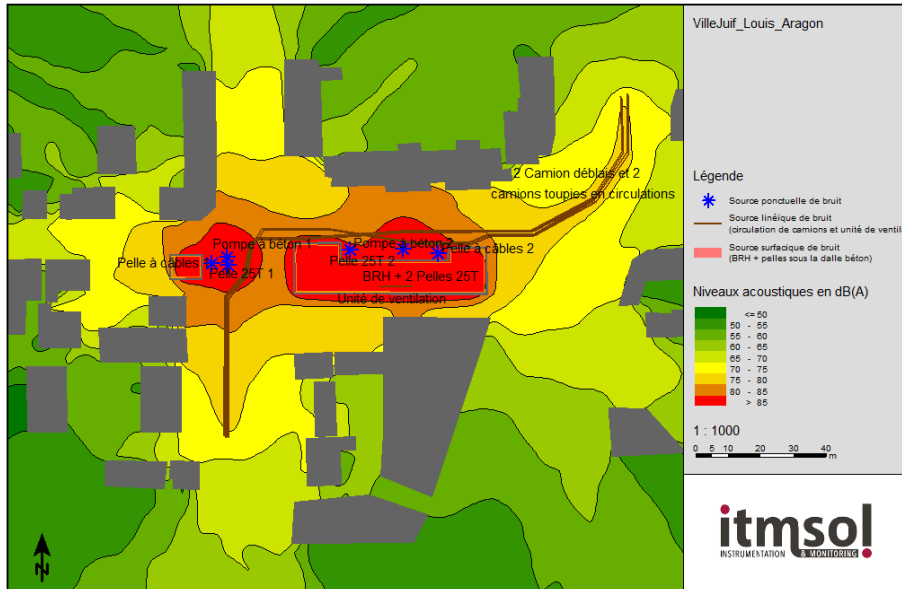 VilleJuif_Louis_Aragon
2 Camion déblais et 2
camions toupies en circulations
Pompe à béton 1
Pompe à béton 2
Pelle à câbles 2
Pelle à câbles
Pelle 25T 1
Pelle 25T 2
BRH + 2 Pelles 25T
Unité de ventilation
Légende
Source ponctuelle de bruit
Source linéique de bruit
(circulation de camions et unité de ventil
Source surfacique de bruit
(BRH + pelles sous la dalle béton)
Niveaux acoustiques en dB(A)
<= 50
50 - 55
55 - 60
60 - 65
65 - 70
70 - 75
75 - 80
80 - 85
> 85
1 : 1000
0 5 10 20 30 40
m
N
itmsol
INSTRUMENTATION & MONITORING